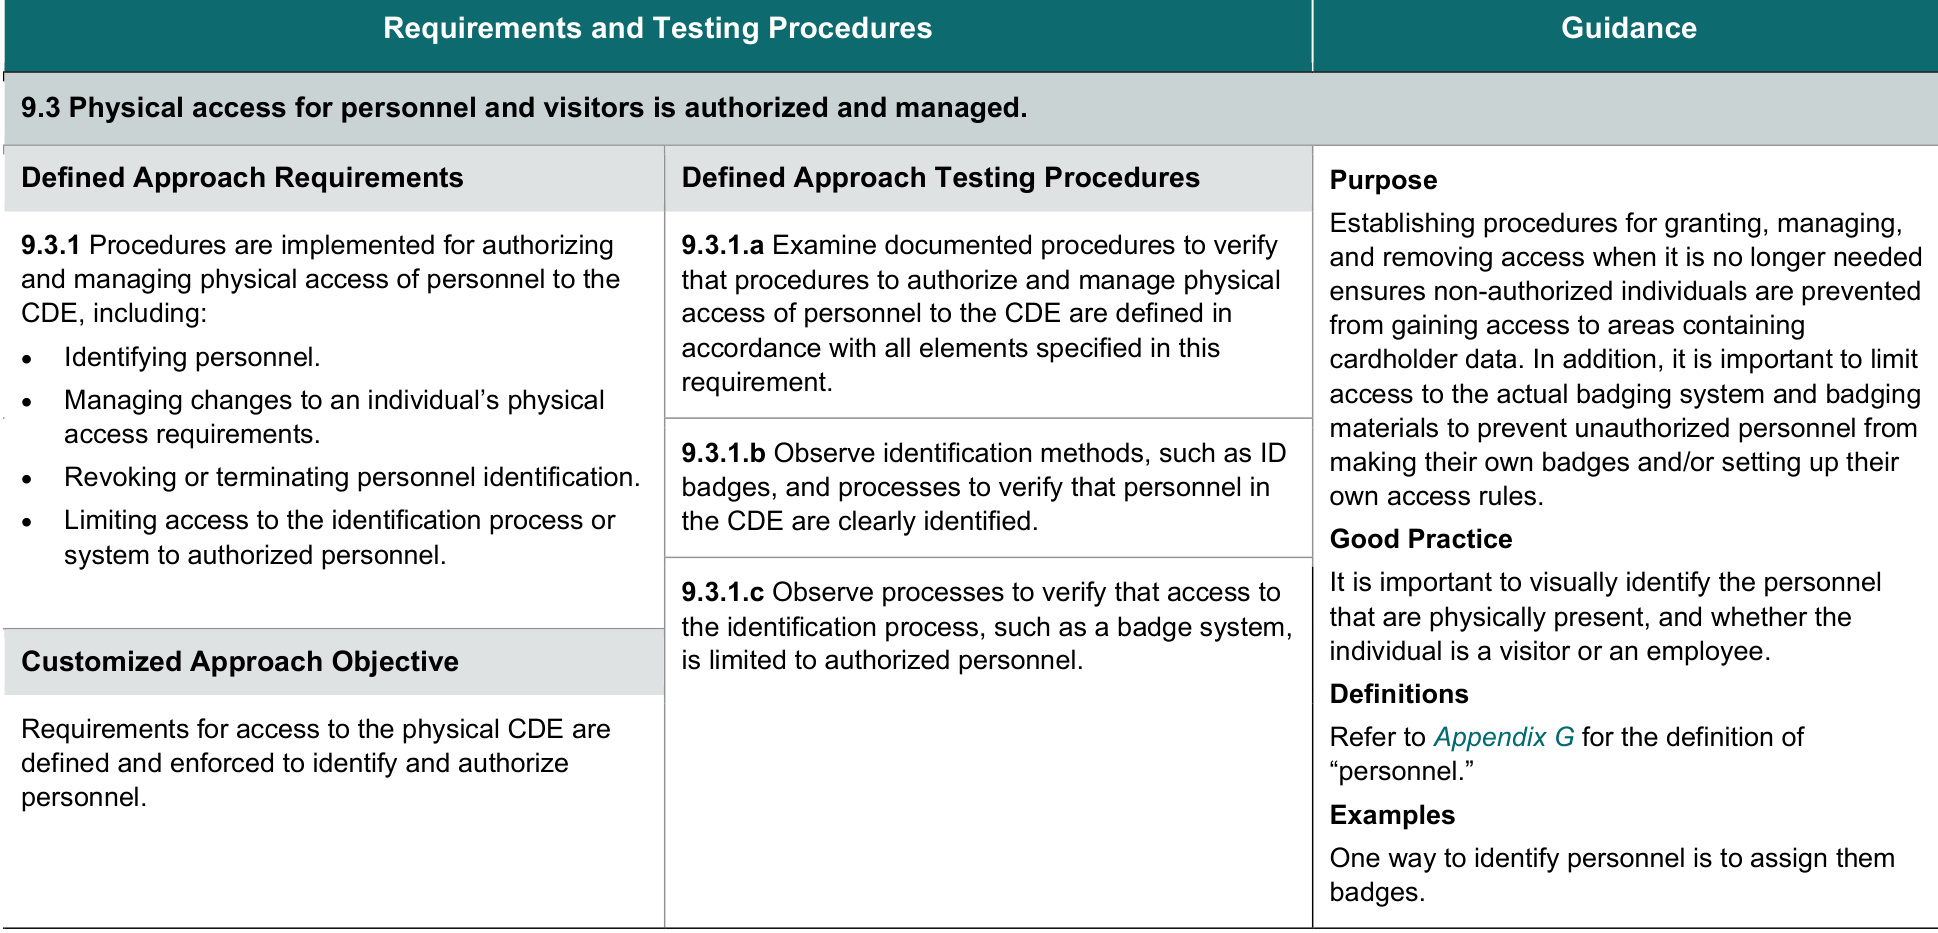 Requirements and Testing Procedures
Guidance
9.3 Physical access for personnel and visitors is authorized and managed.
Defined Approach Requirements
9.3.1 Procedures are implemented for authorizing
and managing physical access of personnel to the
CDE, including:
• Identifying personnel.
• Managing changes to an individual’s physical
access requirements.
• Revoking or terminating personnel identification.
• Limiting access to the identification process or
system to authorized personnel.
Customized Approach Objective
Requirements for access to the physical CDE are
defined and enforced to identify and authorize
personnel.
Defined Approach Testing Procedures
9.3.1.a Examine documented procedures to verify
that procedures to authorize and manage physical
access of personnel to the CDE are defined in
accordance with all elements specified in this
requirement.
9.3.1.b Observe identification methods, such as ID
badges, and processes to verify that personnel in
the CDE are clearly identified.
9.3.1.c Observe processes to verify that access to
the identification process, such as a badge system,
is limited to authorized personnel.
Purpose
Establishing procedures for granting, managing,
and removing access when it is no longer needed
ensures non-authorized individuals are prevented
from gaining access to areas containing
cardholder data. In addition, it is important to limit
access to the actual badging system and badging
materials to prevent unauthorized personnel from
making their own badges and/or setting up their
own access rules.
Good Practice
It is important to visually identify the personnel
that are physically present, and whether the
individual is a visitor or an employee.
Definitions
Refer to Appendix G for the definition of
“personnel.”
Examples
One way to identify personnel is to assign them
badges.